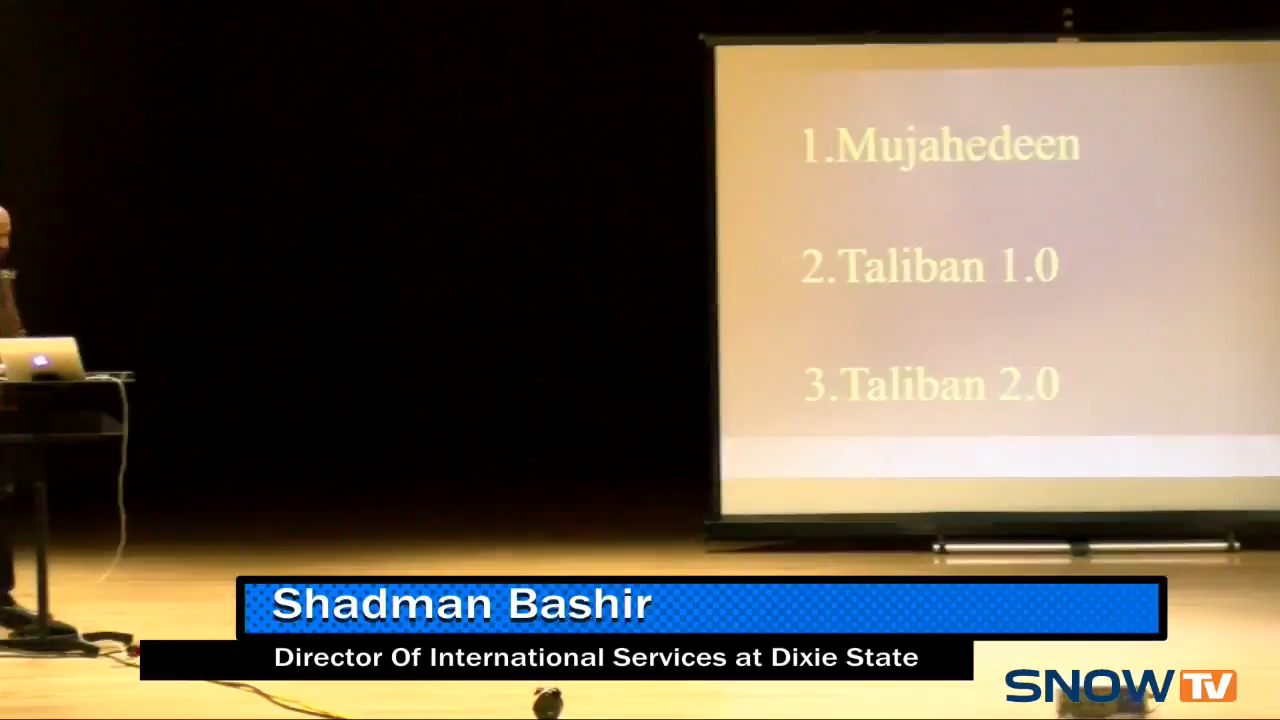 1.Mujahedeen
2.Taliban 1.0
3.Taliban 2.0
Shadman Bashir
Director Of International Services at Dixie State
SNOW TV